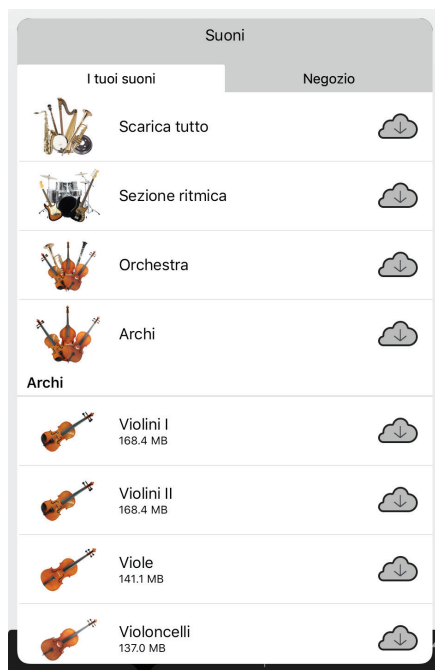 Suoni
I tuoi suoni
Negozio
Scarica tutto
Sezione ritmica
Orchestra
Archi
Archi
Violini I
168.4 MB
Violini II
168.4 MB
Viole
141.1 MB
Violoncelli
137.0 MB